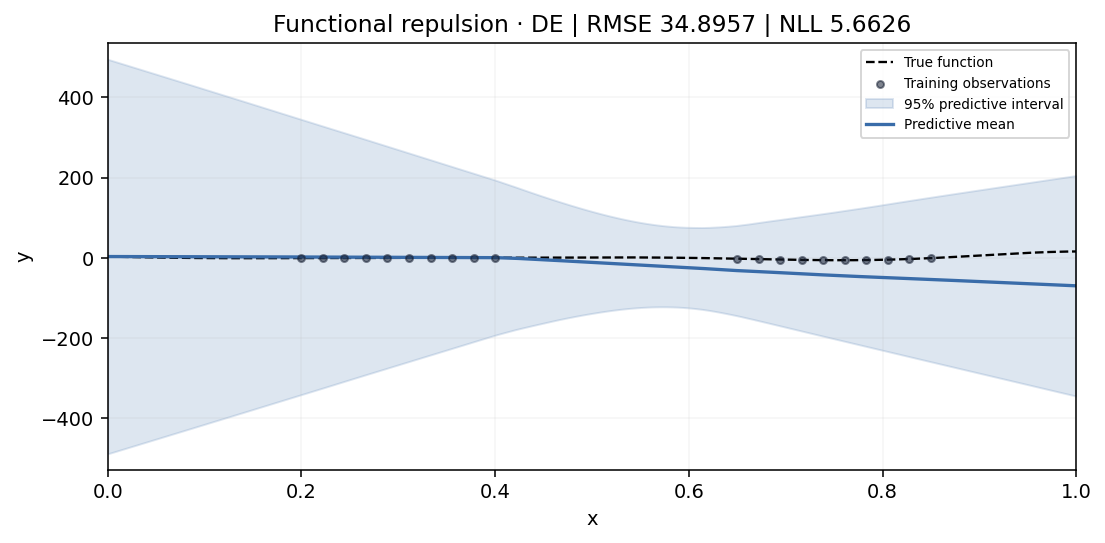 Functional repulsion · DE | RMSE 34.8957 | NLL 5.6626
True function
Training observations
95% predictive interval
Predictive mean
y
400
200
0
−200
−400
0.0
0.2
0.4
0.6
0.8
1.0
x